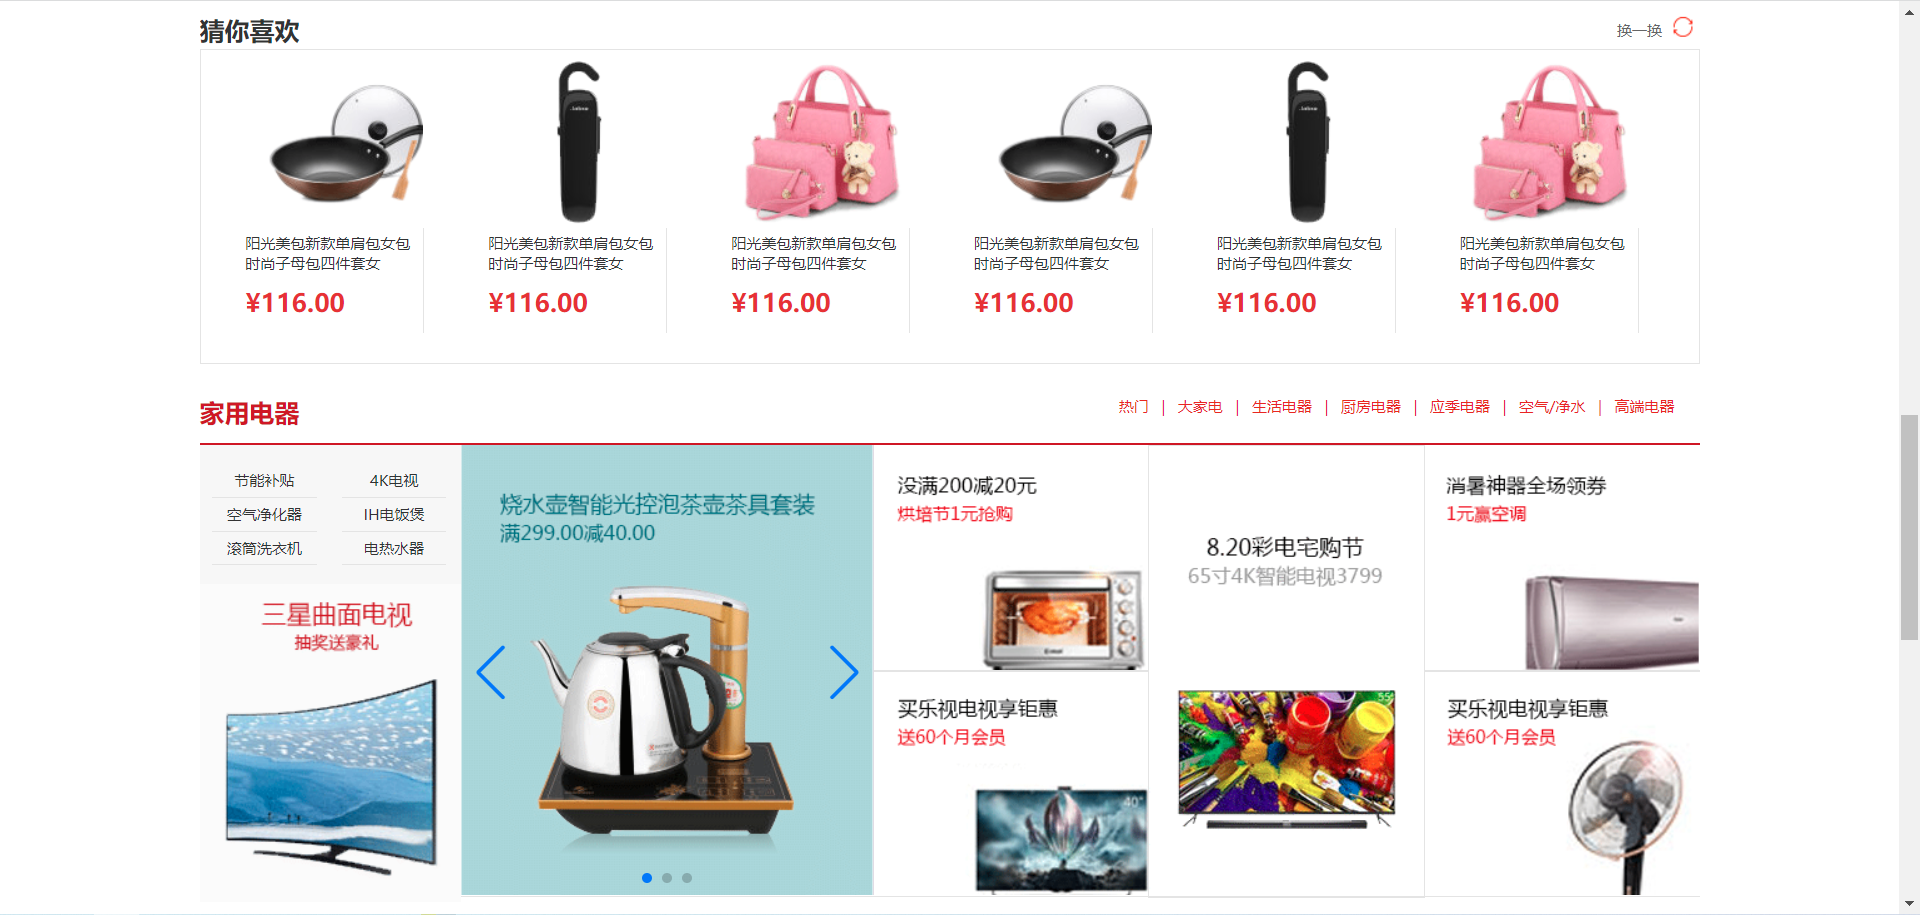 猜你喜欢
换一换
阳光美包新款单肩包女包
时尚子母包四件套女
¥116.00
阳光美包新款单肩包女包
时尚子母包四件套女
¥116.00
阳光美包新款单肩包女包
时尚子母包四件套女
¥116.00
阳光美包新款单肩包女包
时尚子母包四件套女
¥116.00
阳光美包新款单肩包女包
时尚子母包四件套女
¥116.00
阳光美包新款单肩包女包
时尚子母包四件套女
¥116.00
家用电器
热门 | 大家电 | 生活电器 | 厨房电器 | 应季电器 | 空气/净水 | 高端电器
节能补贴 4K电视
空气净化器 IH电饭煲
滚筒洗衣机 电热水器
三星曲面电视
抽奖送豪礼
烧水壶智能光控泡茶壶茶具套装
满299.00减40.00
没满200减20元
烘培节1元抢购
买乐视电视享钜惠
送60个月会员
40"
8.20彩电宅购节
65寸4K智能电视3799
55"
消暑神器全场领券
1元赢空调
买乐视电视享钜惠
送60个月会员